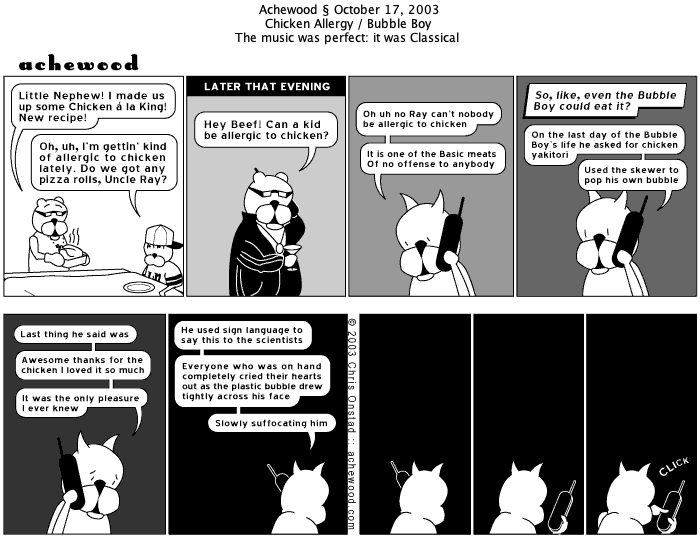 Achewood § October 17, 2003
Chicken Allergy / Bubble Boy
The music was perfect: it was Classical
achewood
Little Nephew! I made us
up some Chicken á la King!
New recipe!
Oh, uh, I'm gettin' kind
of allergic to chicken
lately. Do we got any
pizza rolls, Uncle Ray?
LATER THAT EVENING
Hey Beef! Can a kid
be allergic to chicken?
Oh uh no Ray can't nobody
be allergic to chicken
It is one of the Basic meats
Of no offense to anybody
So, like, even the Bubble
Boy could eat it?
On the last day of the Bubble
Boy's life he asked for chicken
yakitori
Used the skewer to
pop his own bubble
Last thing he said was
Awesome thanks for the
chicken I loved it so much
It was the only pleasure
I ever knew
He used sign language to
say this to the scientists
Everyone who was on hand
completely cried their hearts
out as the plastic bubble drew
tightly across his face
Slowly suffocating him
© 2003 Chris Onstad :: achewood.com
CLICK